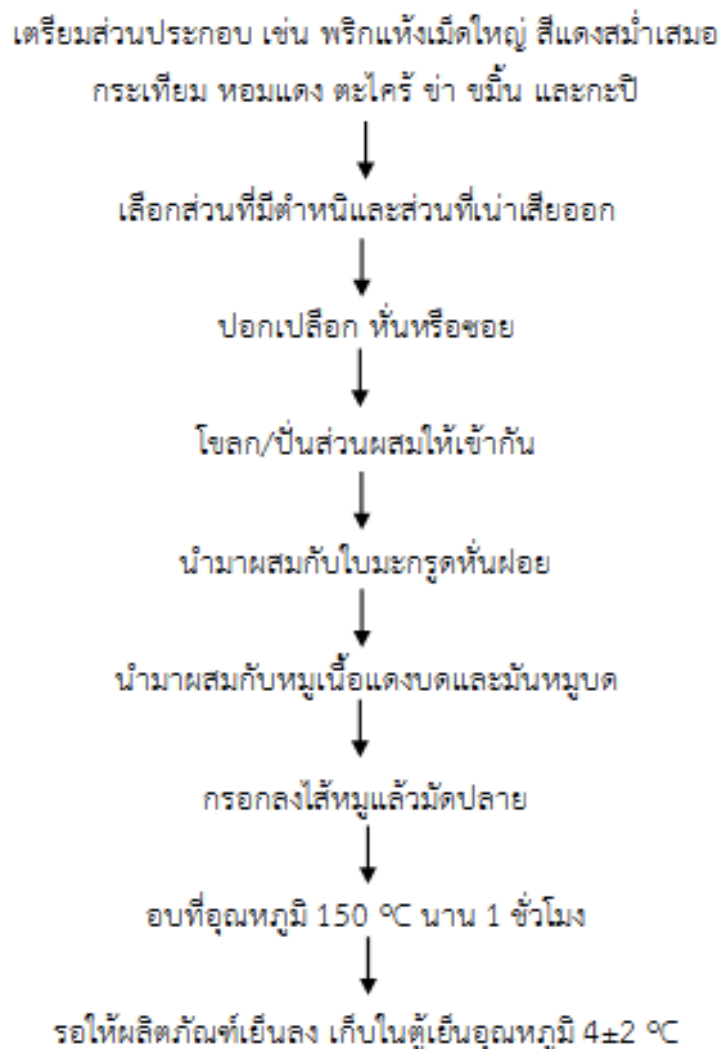 เตรียมส่วนประกอบ เช่น พริกแห้งเม็ดใหญ่ สีแดงสม่ำเสมอ
กระเทียม หอมแดง ตะไคร้ ข่า ขมิ้น และกะปิ
เลือกส่วนที่มีตำหนิและส่วนที่เน่าเสียออก
ปอกเปลือก หั่นหรือซอย
โขลก/ปั่นส่วนผสมให้เข้ากัน
นำมาผสมกับใบมะกรูดหั่นฝอย
นำมาผสมกับหมูเนื้อแดงบดและมันหมูบด
กรอกลงไส้หมูแล้วมัดปลาย
อบที่อุณหภูมิ 150 ºC นาน 1 ชั่วโมง
รอให้ผลิตภัณฑ์เย็นลง เก็บในตู้เย็นอุณหภูมิ 4±2 ºC